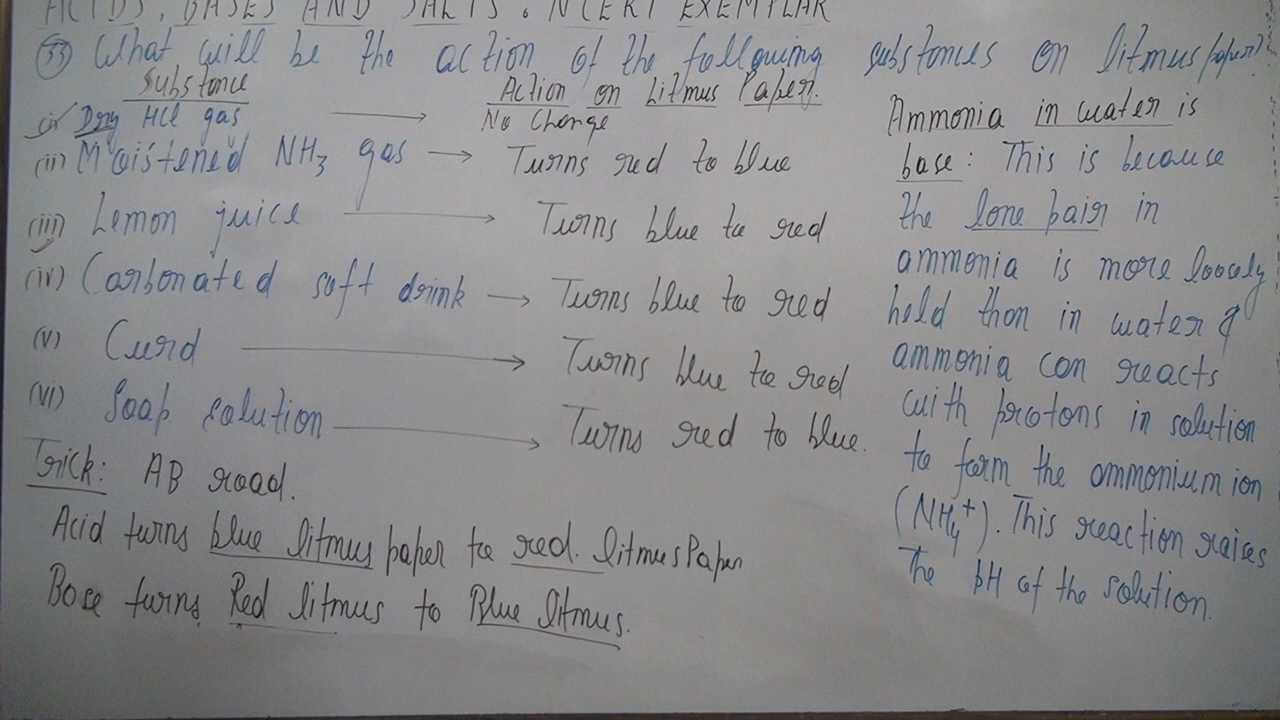 ACIDS, BASES AND SALTS. NCERT EXEMPLAR
33 What will be the action of the following substances on litmus paper?
Substance Action on Litmus Paper.
(i) Dry HCl gas → No Change
(ii) Moistened NH3 gas → Turns red to blue
(iii) Lemon juice → Turns blue to red
(iv) Carbonated soft drink → Turns blue to red
(v) Curd → Turns blue to red
(vi) Soap solution → Turns red to blue.
Trick: AB road.
Acid turns blue litmus paper to red. litmus Paper
Base turns Red litmus to Blue litmus.
Ammonia in water is
base: This is because
the lone pair in
ammonia is more loosely
held than in water &
ammonia can reacts
with protons in solution
to form the ammonium ion
(NH4+). This reaction raises
The pH of the solution.